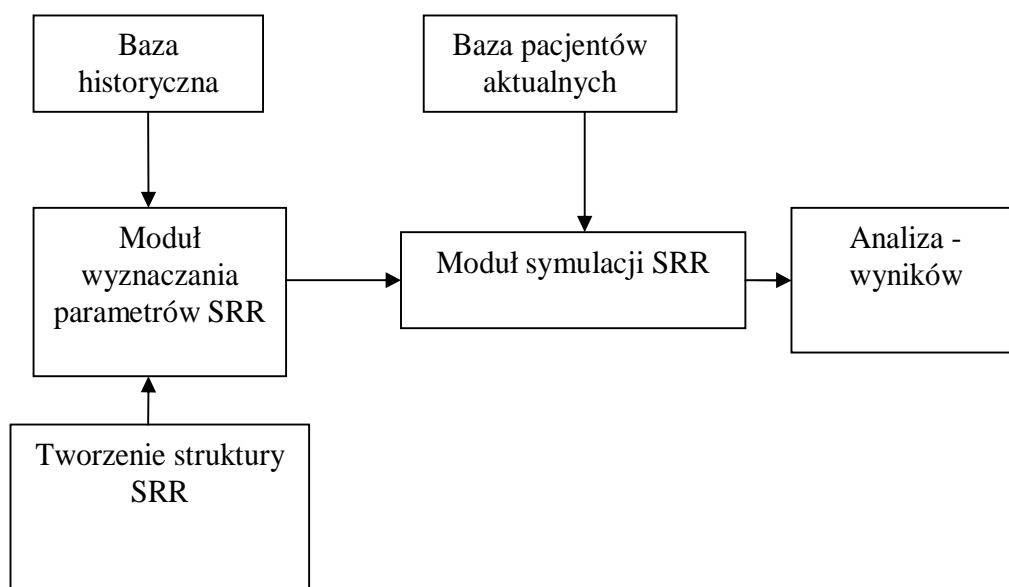 Baza
historyczna
Baza pacjentów
aktualnych
Moduł
wyznaczania
parametrów SRR
Moduł symulacji SRR
Analiza -
wyników
Tworzenie struktury
SRR